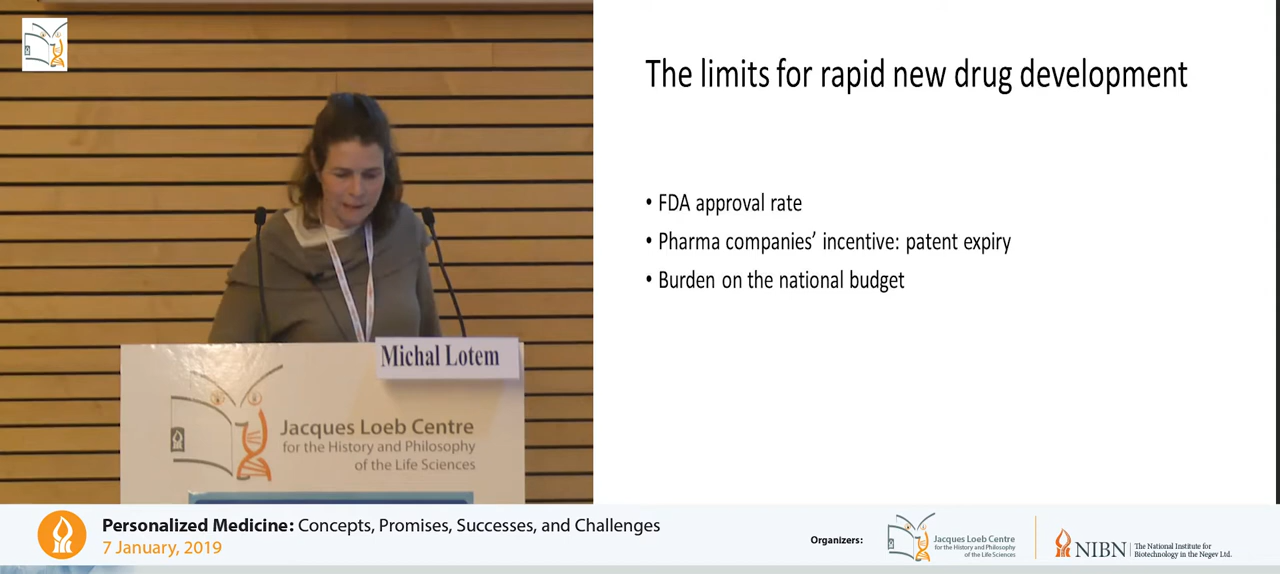 The limits for rapid new drug development
• FDA approval rate
• Pharma companies’ incentive: patent expiry
• Burden on the national budget
Michal Lotem
Jacques Loeb Centre
for the History and Philosophy
of the Life Sciences
Personalized Medicine: Concepts, Promises, Successes, and Challenges
7 January, 2019
Organizers:
Jacques Loeb Centre
for the History and Philosophy
of the Life Sciences
NIBN
The National Institute for
Biotechnology in the Negev Ltd.